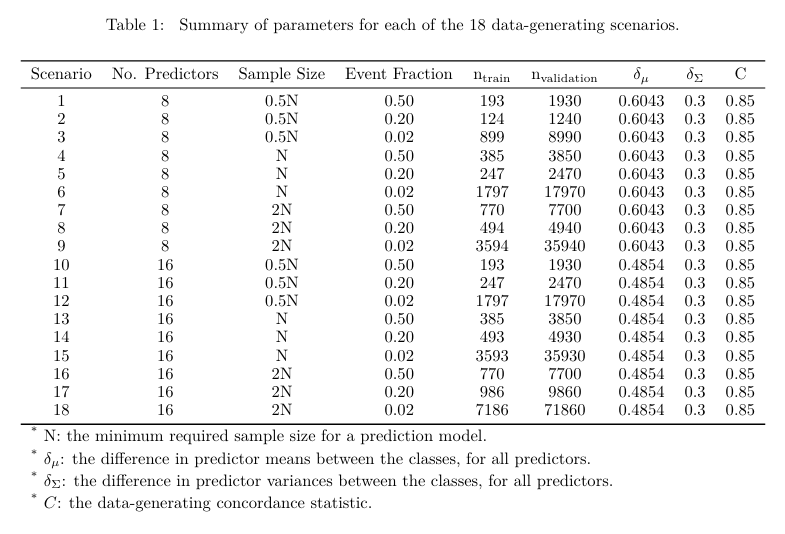 Table 1: Summary of parameters for each of the 18 data-generating scenarios.
Scenario No. Predictors Sample Size Event Fraction n_train n_validation δ_μ δ_Σ C
1 8 0.5N 0.50 193 1930 0.6043 0.3 0.85
2 8 0.5N 0.20 124 1240 0.6043 0.3 0.85
3 8 0.5N 0.02 899 8990 0.6043 0.3 0.85
4 8 N 0.50 385 3850 0.6043 0.3 0.85
5 8 N 0.20 247 2470 0.6043 0.3 0.85
6 8 N 0.02 1797 17970 0.6043 0.3 0.85
7 8 2N 0.50 770 7700 0.6043 0.3 0.85
8 8 2N 0.20 494 4940 0.6043 0.3 0.85
9 8 2N 0.02 3594 35940 0.6043 0.3 0.85
10 16 0.5N 0.50 193 1930 0.4854 0.3 0.85
11 16 0.5N 0.20 247 2470 0.4854 0.3 0.85
12 16 0.5N 0.02 1797 17970 0.4854 0.3 0.85
13 16 N 0.50 385 3850 0.4854 0.3 0.85
14 16 N 0.20 493 4930 0.4854 0.3 0.85
15 16 N 0.02 3593 35930 0.4854 0.3 0.85
16 16 2N 0.50 770 7700 0.4854 0.3 0.85
17 16 2N 0.20 986 9860 0.4854 0.3 0.85
18 16 2N 0.02 7186 71860 0.4854 0.3 0.85
* N: the minimum required sample size for a prediction model.
* δ_μ: the difference in predictor means between the classes, for all predictors.
* δ_Σ: the difference in predictor variances between the classes, for all predictors.
* C: the data-generating concordance statistic.